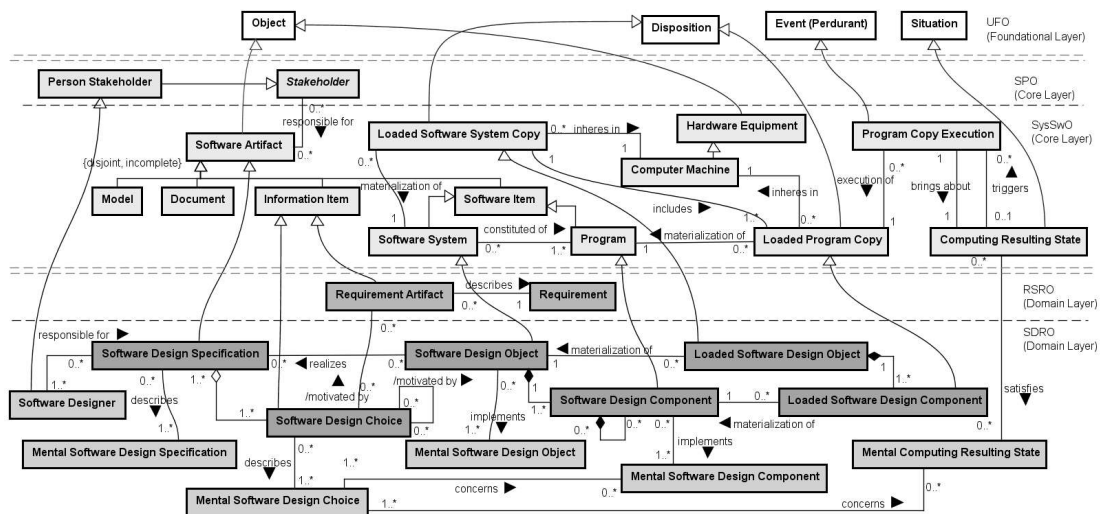 Object
Disposition
Event (Perdurant)
Situation
UFO
(Foundational Layer)
Person Stakeholder
Stakeholder
SPO
(Core Layer)
0..*
responsible for
SysSwO
(Core Layer)
Software Artifact
0..*
Loaded Software System Copy
1
0..*
inheres in
1
Hardware Equipment
Program Copy Execution
{disjoint, incomplete}
0..*
1
Computer Machine
1
0..*
1
0..*
Model
Document
Information Item
materialization of
Software Item
inheres in
execution of
brings about
triggers
1
includes
1..*
0..*
1
1
0..1
Software System
constituted of
0..*
1..*
Program
1
materialization of
0..*
Loaded Program Copy
Computing Resulting State
0..*
Requirement Artifact
describes
0..*
1
Requirement
RSRO
(Domain Layer)
0..*
SDRO
(Domain Layer)
responsible for
Software Design Specification
0..*
realizes
0..*
Software Design Object
materialization of
1
0..*
Loaded Software Design Object
0..*
1..*
0..*
/motivated by
/motivated by
0..*
1
1..*
1
1..*
satisfies
Software Designer
describes
1..*
1..*
Software Design Choice
0..*
0..*
0..*
implements
1..*
Software Design Component
1
0..*
Loaded Software Design Component
0..*
0..*
0..*
materialization of
Mental Software Design Specification
0..*
describes
1..*
Mental Software Design Object
1..*
implements
1..*
Mental Software Design Component
0..*
Mental Computing Resulting State
Mental Software Design Choice
1..*
concerns
0..*
1..*
concerns
0..*